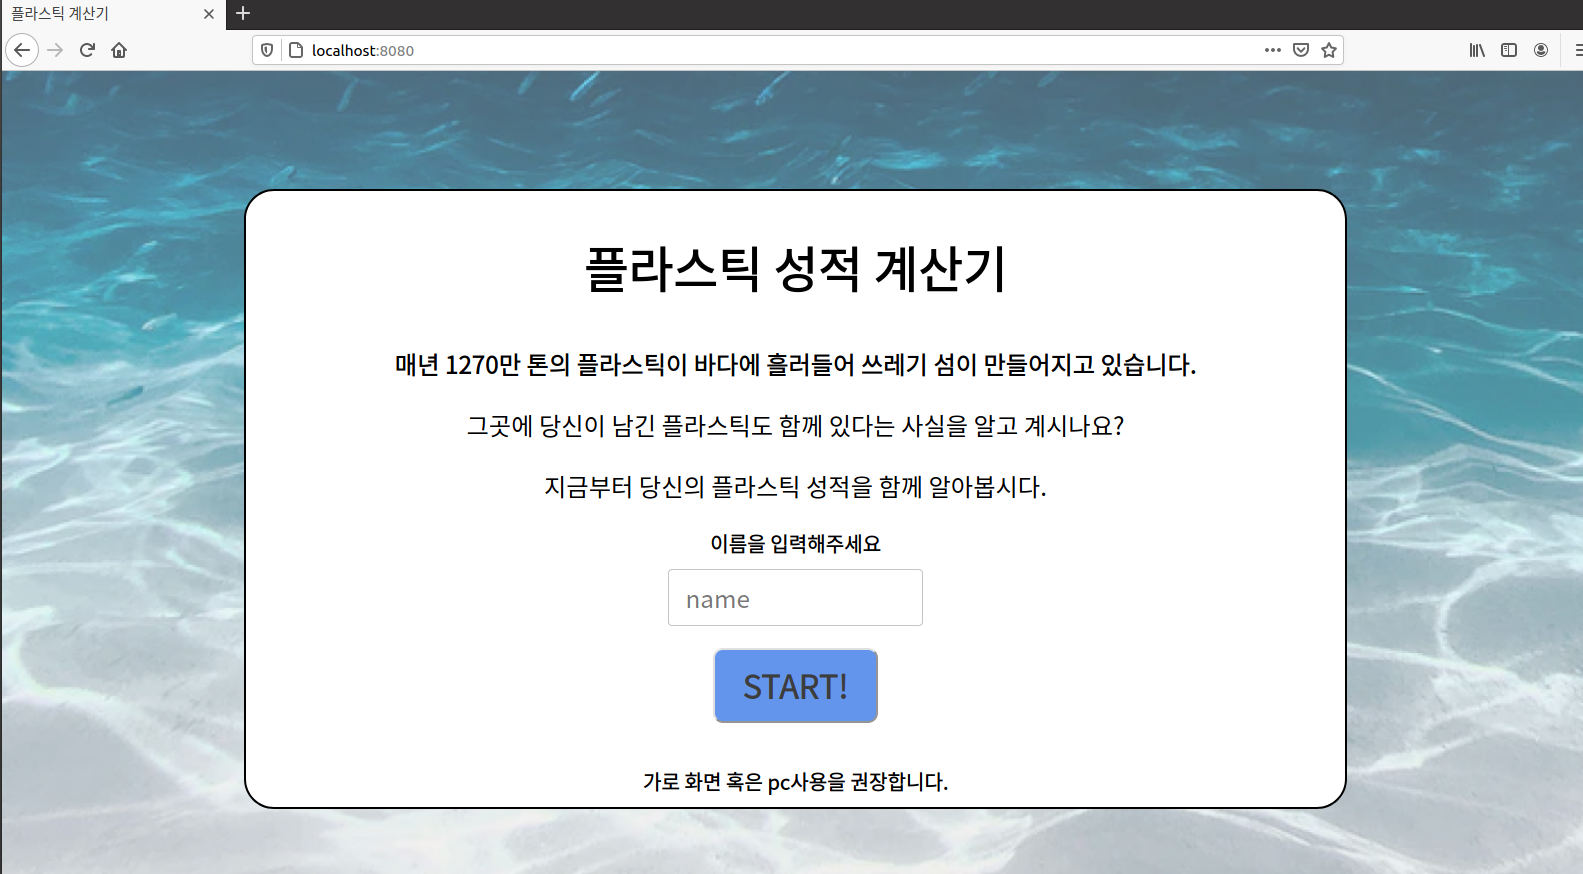 플라스틱 계산기
localhost:8080
플라스틱 성적 계산기
매년 1270만 톤의 플라스틱이 바다에 흘러들어 쓰레기 섬이 만들어지고 있습니다.
그곳에 당신이 남긴 플라스틱도 함께 있다는 사실을 알고 계시나요?
지금부터 당신의 플라스틱 성적을 함께 알아봅시다.
이름을 입력해주세요
name
START!
가로 화면 혹은 pc사용을 권장합니다.